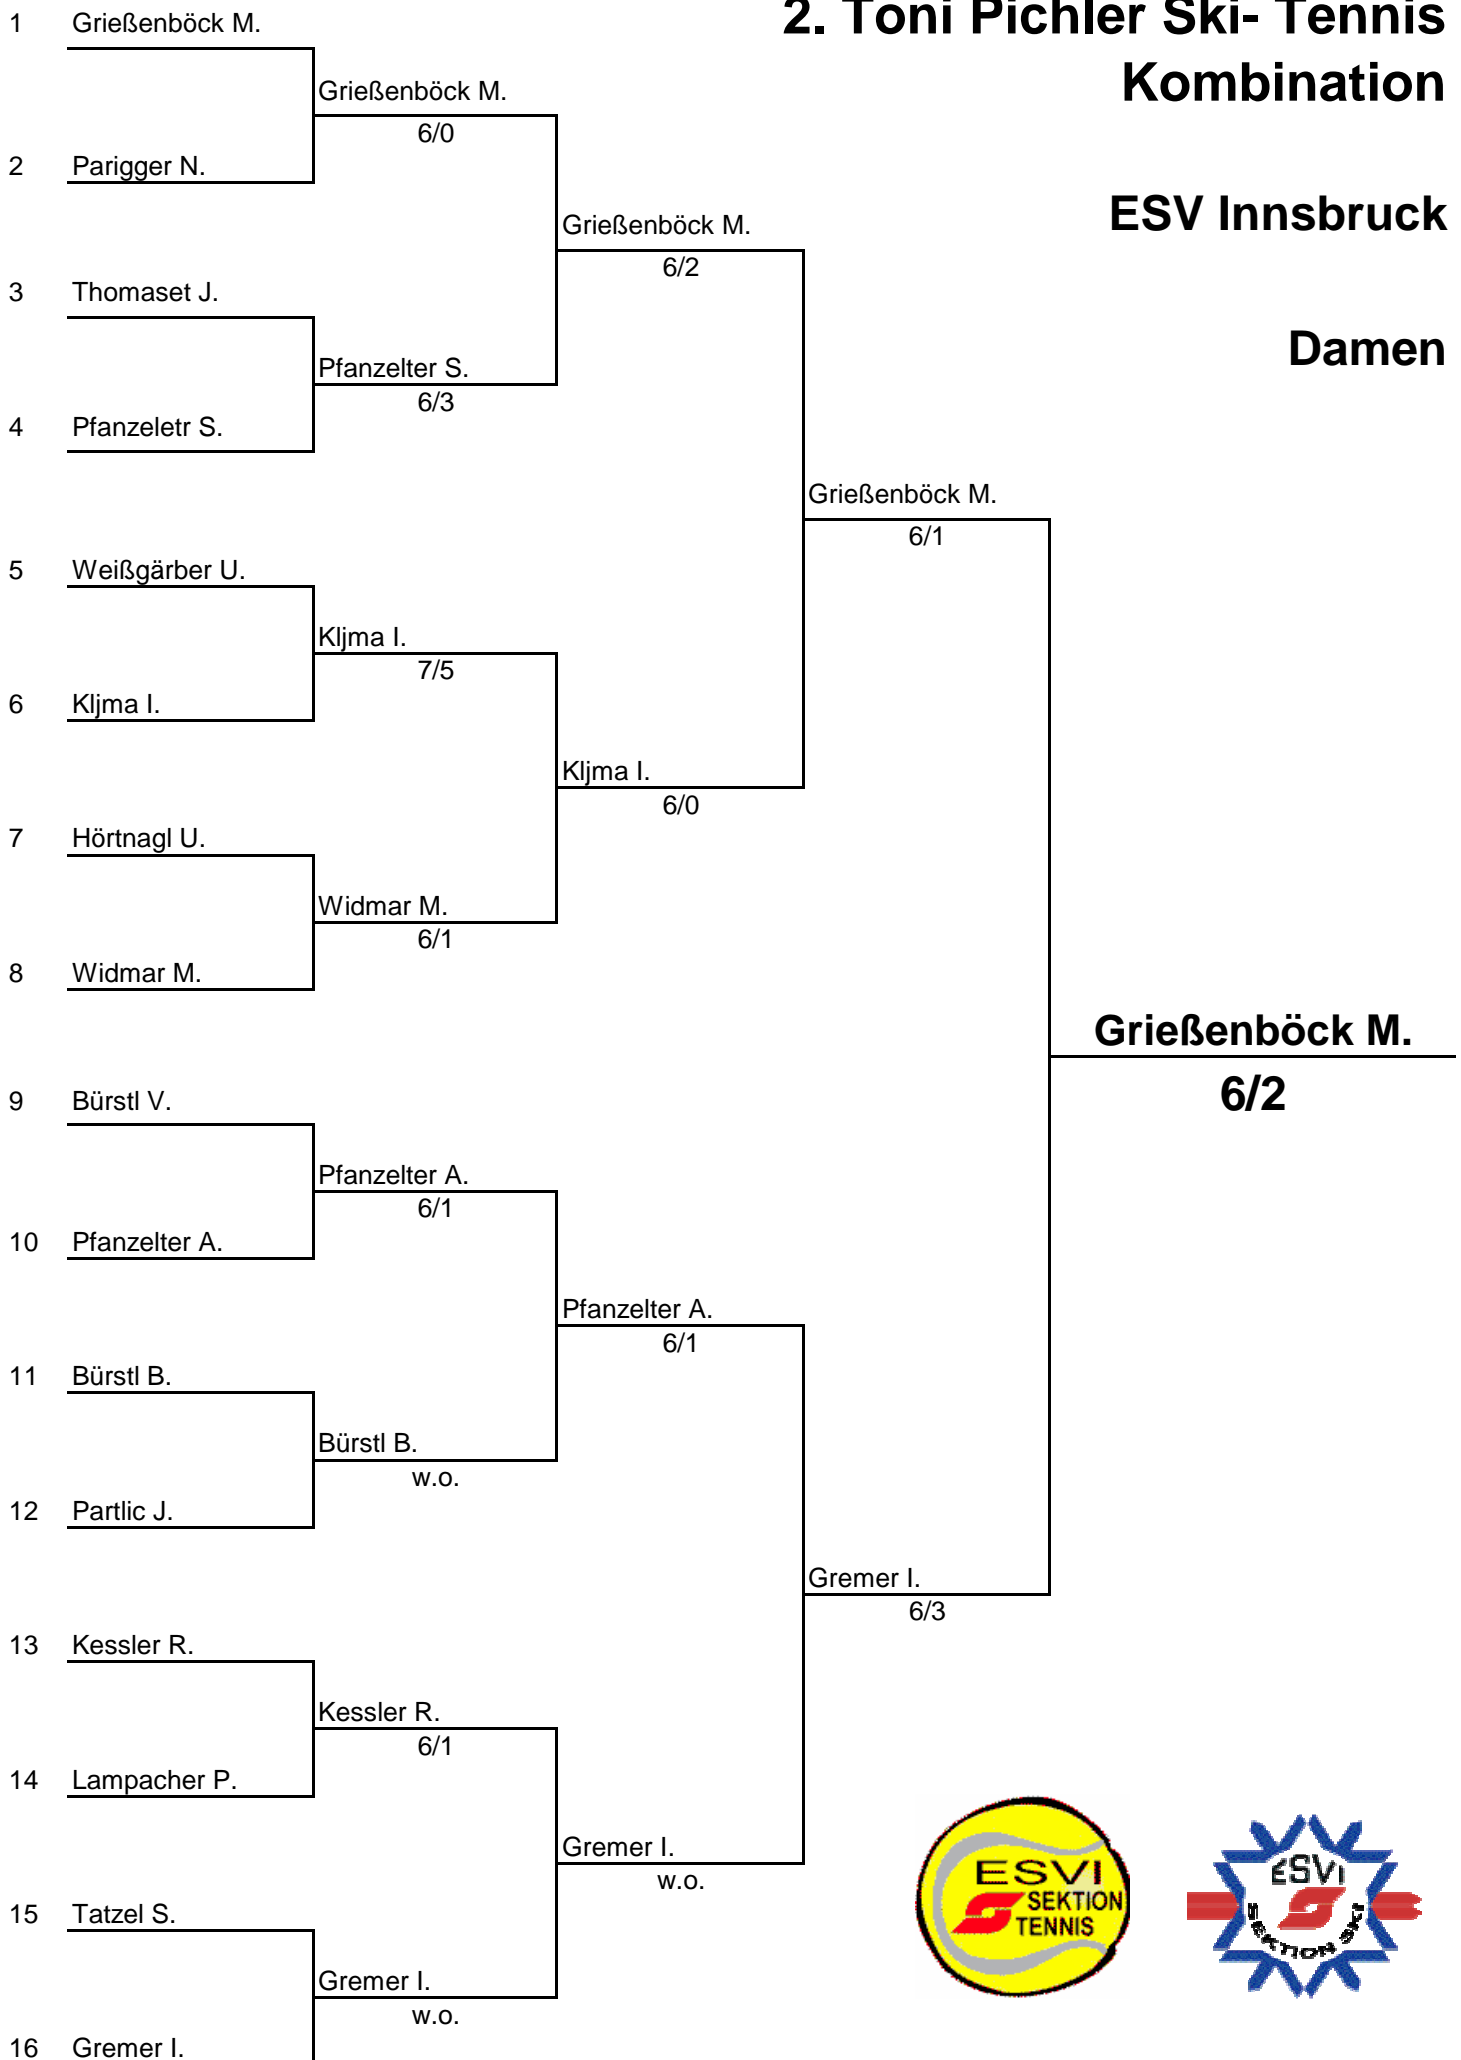 2. Toni Pichler Ski- Tennis
Kombination
ESV Innsbruck
Damen
1 Grießenböck M.
Grießenböck M.
6/0
2 Parigger N.
Grießenböck M.
6/2
3 Thomaset J.
Pfanzelter S.
6/3
4 Pfanzeletr S.
Grießenböck M.
6/1
5 Weißgärber U.
Kljma I.
7/5
6 Kljma I.
Kljma I.
6/0
7 Hörtnagl U.
Widmar M.
6/1
8 Widmar M.
Grießenböck M.
6/2
9 Bürstl V.
Pfanzelter A.
6/1
10 Pfanzelter A.
Pfanzelter A.
6/1
11 Bürstl B.
Bürstl B.
w.o.
12 Partlic J.
Gremer I.
6/3
13 Kessler R.
Kessler R.
6/1
14 Lampacher P.
Gremer I.
w.o.
15 Tatzel S.
Gremer I.
w.o.
16 Gremer I.
ESVI
SEKTION
TENNIS
ESVI
SEKTION SKI